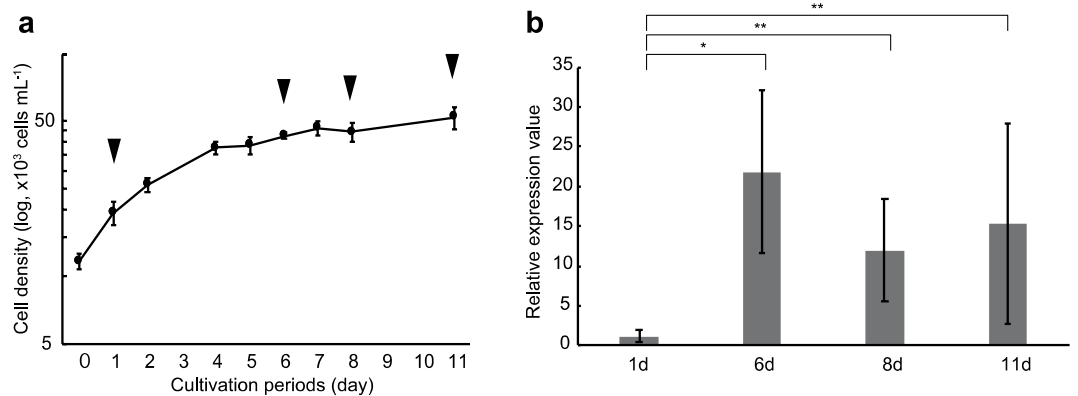 a
Cell density (log, x10³ cells mL⁻¹)
50
5
0 1 2 3 4 5 6 7 8 9 10 11
Cultivation periods (day)
b
**
**
*
Relative expression value
35
30
25
20
15
10
5
0
1d 6d 8d 11d